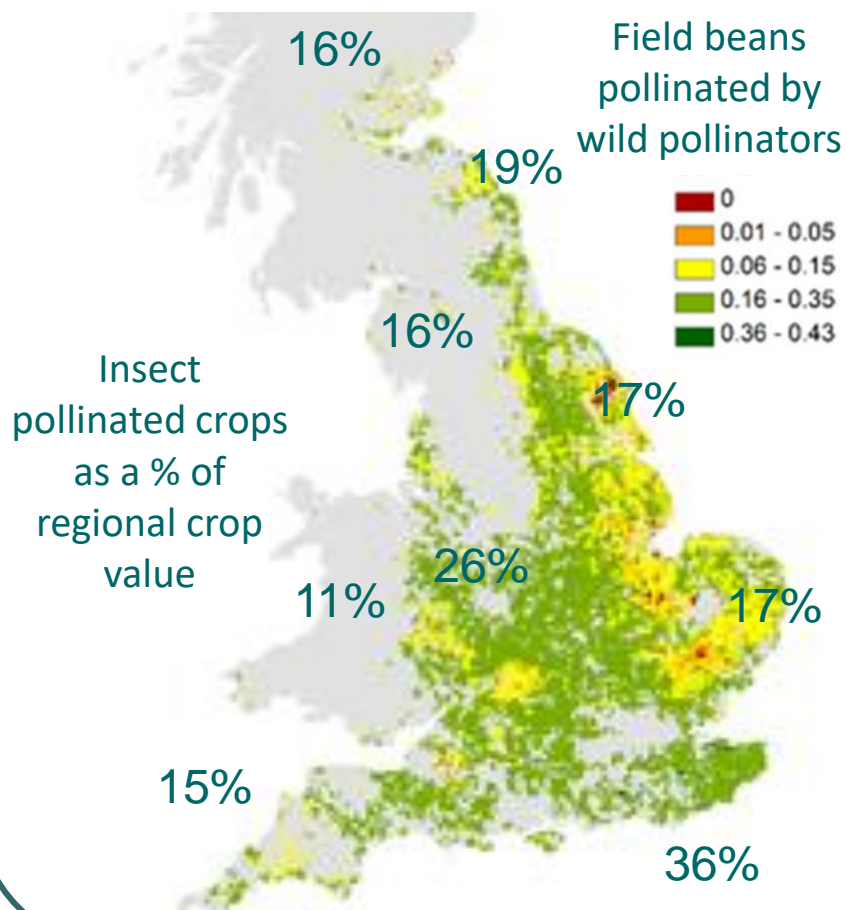 16%
Field beans
pollinated by
wild pollinators
19%
0
0.01 - 0.05
0.06 - 0.15
0.16 - 0.35
0.36 - 0.43
16%
Insect
pollinated crops
as a % of
regional crop
value
17%
26%
11%
17%
15%
36%